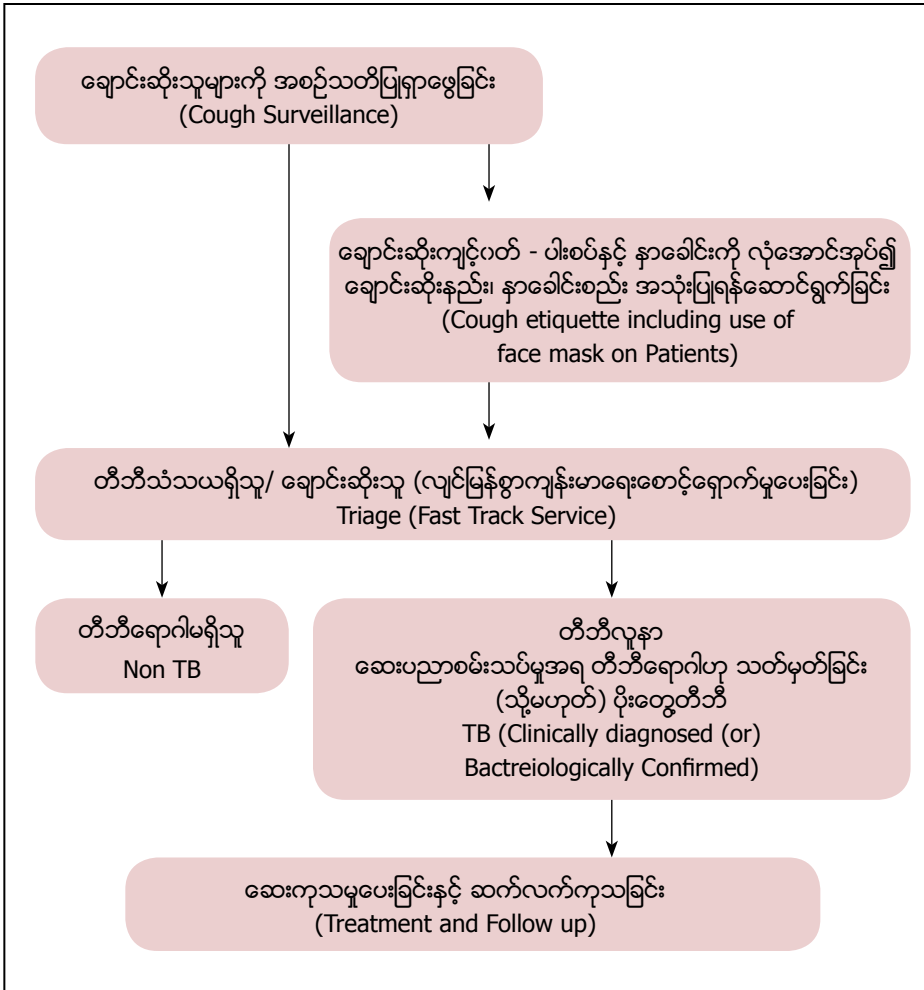 ချောင်းဆိုးသူများကို အစဉ်သတိပြုရှာဖွေခြင်း
(Cough Surveillance)
ချောင်းဆိုးကျင့်ဝတ် - ပါးစပ်နှင့် နှာခေါင်းကို လုံအောင်အုပ်၍
ချောင်းဆိုးနည်း၊ နှာခေါင်းစည်း အသုံးပြုရန်ဆောင်ရွက်ခြင်း
(Cough etiquette including use of
face mask on Patients)
တီဘီသံသယရှိသူ/ ချောင်းဆိုးသူ (လျင်မြန်စွာကျန်းမာရေးစောင့်ရှောက်မှုပေးခြင်း)
Triage (Fast Track Service)
တီဘီရောဂါမရှိသူ
Non TB
တီဘီလူနာ
ဆေးပညာစမ်းသပ်မှုအရ တီဘီရောဂါဟု သတ်မှတ်ခြင်း
(သို့မဟုတ်) ပိုးတွေ့တီဘီ
TB (Clinically diagnosed (or)
Bactreiologically Confirmed)
ဆေးကုသမှုပေးခြင်းနှင့် ဆက်လက်ကုသခြင်း
(Treatment and Follow up)